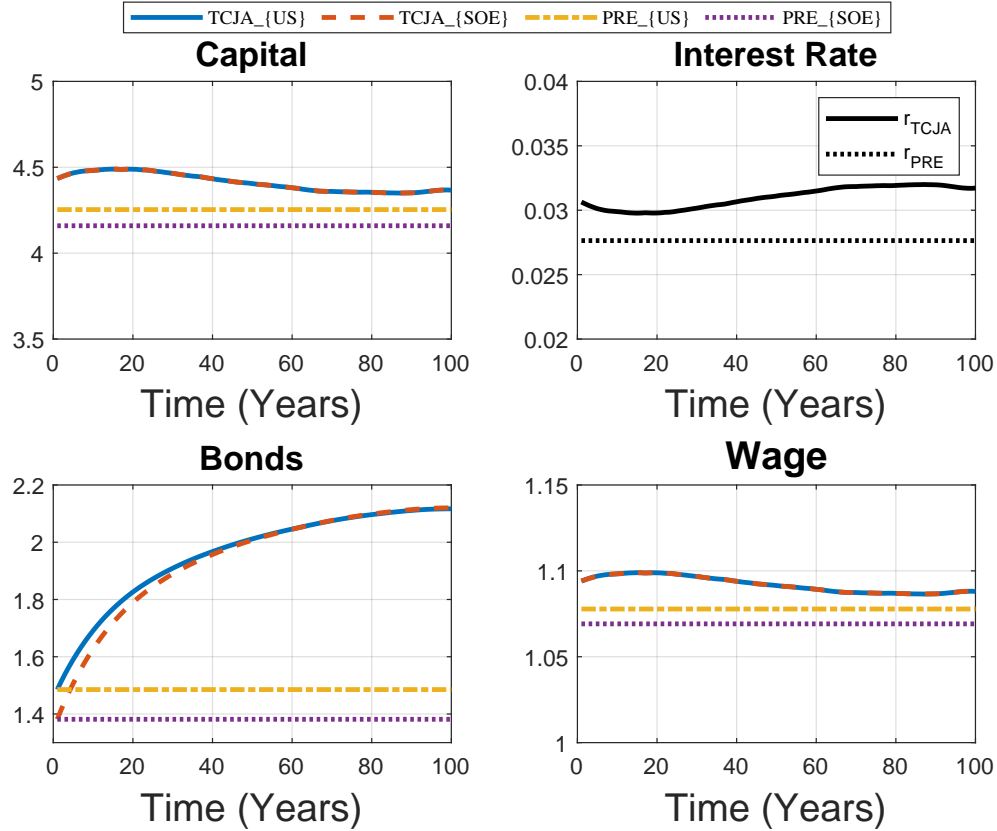 TCJA_{US} TCJA_{SOE} PRE_{US} PRE_{SOE}
Capital
5
4.5
4
3.5
0 20 40 60 80 100
Time (Years)
Interest Rate
0.04
0.035
0.03
0.025
0.02
0 20 40 60 80 100
Time (Years)
r_TCJA
r_PRE
Bonds
2.2
2
1.8
1.6
1.4
0 20 40 60 80 100
Time (Years)
Wage
1.15
1.1
1.05
1
0 20 40 60 80 100
Time (Years)